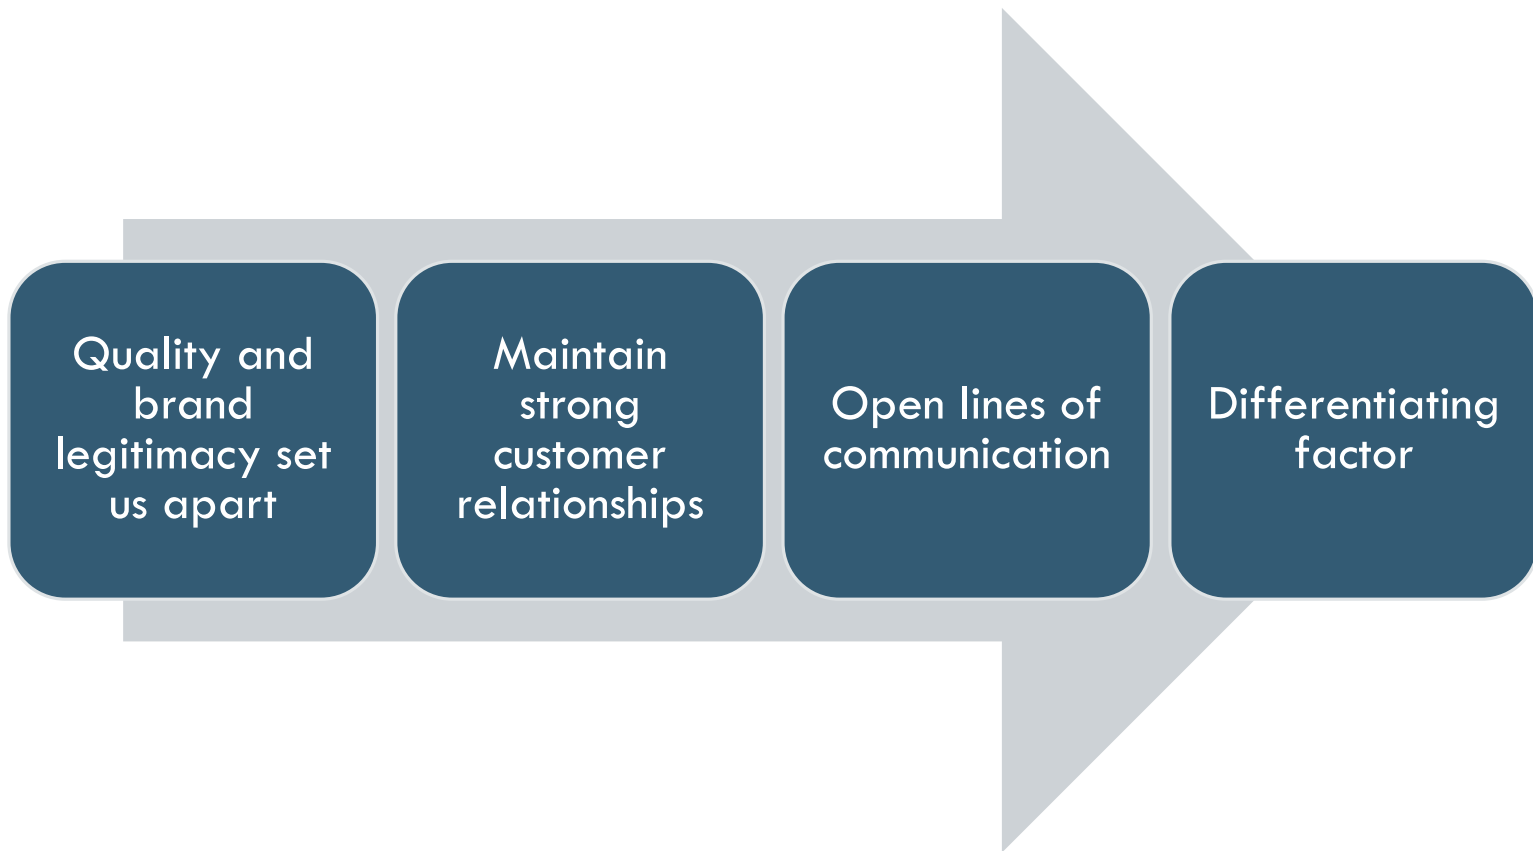 Quality and
brand
legitimacy set
us apart
Maintain
strong
customer
relationships
Open lines of
communication
Differentiating
factor